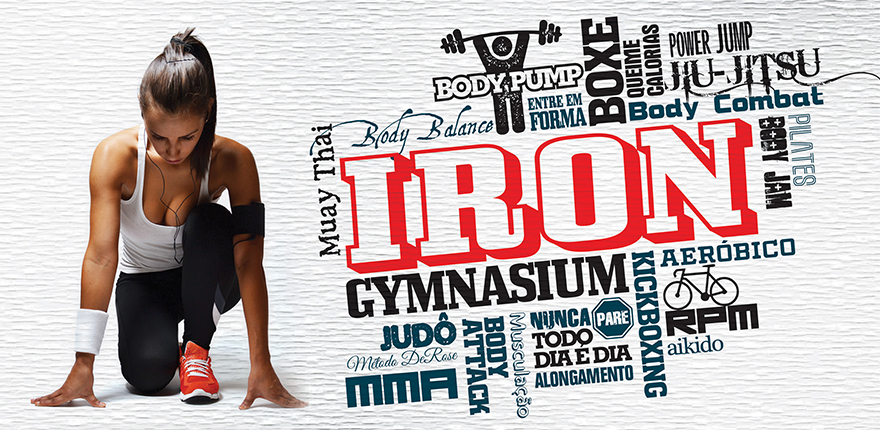 BODY PUMP
ENTRE EM
FORMA
BOXE
QUEIME
CALORIAS
POWER JUMP
JIU-JITSU
Body Combat
PILATES
BODY JAM
Muay Thai
Body Balance
IRON
GYMNASIUM
AERÓBICO
KICKBOXING
RPM
aikido
JUDÔ
Método DeRose
MMA
BODY
ATTACK
Musculação
NUNCA
PARE
TODO
DIA É DIA
ALONGAMENTO